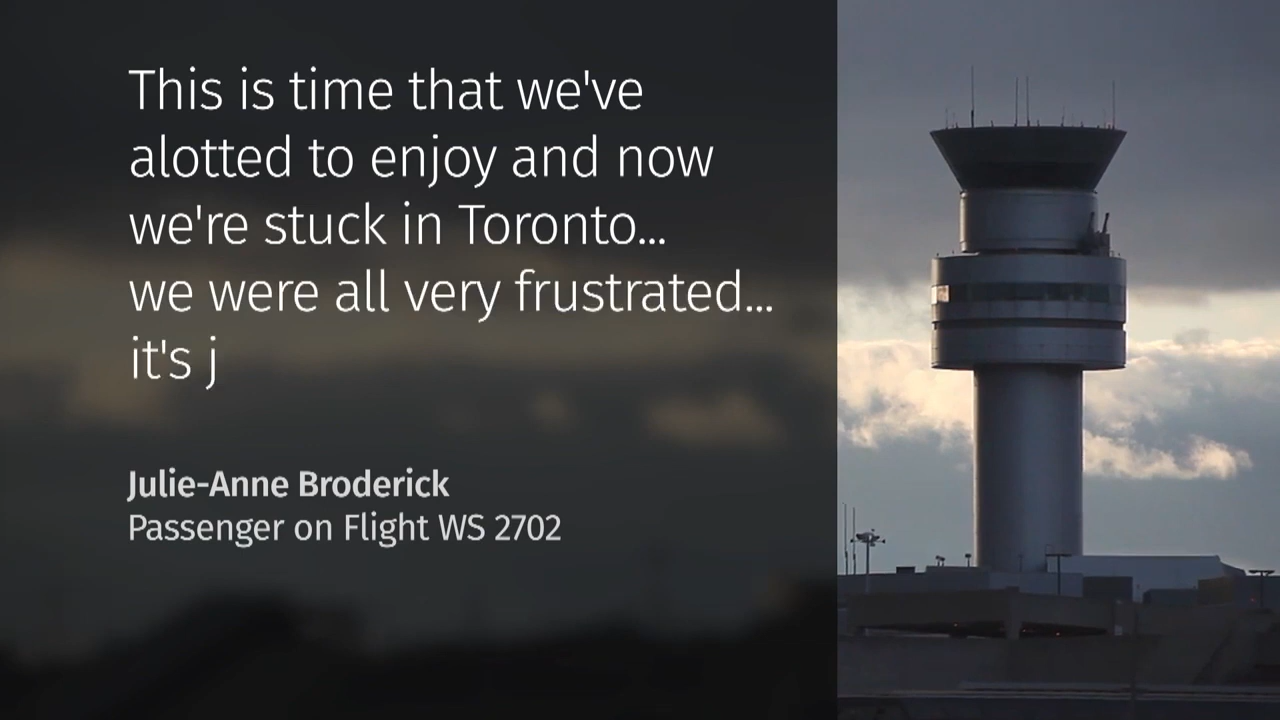 This is time that we've
alotted to enjoy and now
we're stuck in Toronto...
we were all very frustrated...
it's j
Julie-Anne Broderick
Passenger on Flight WS 2702